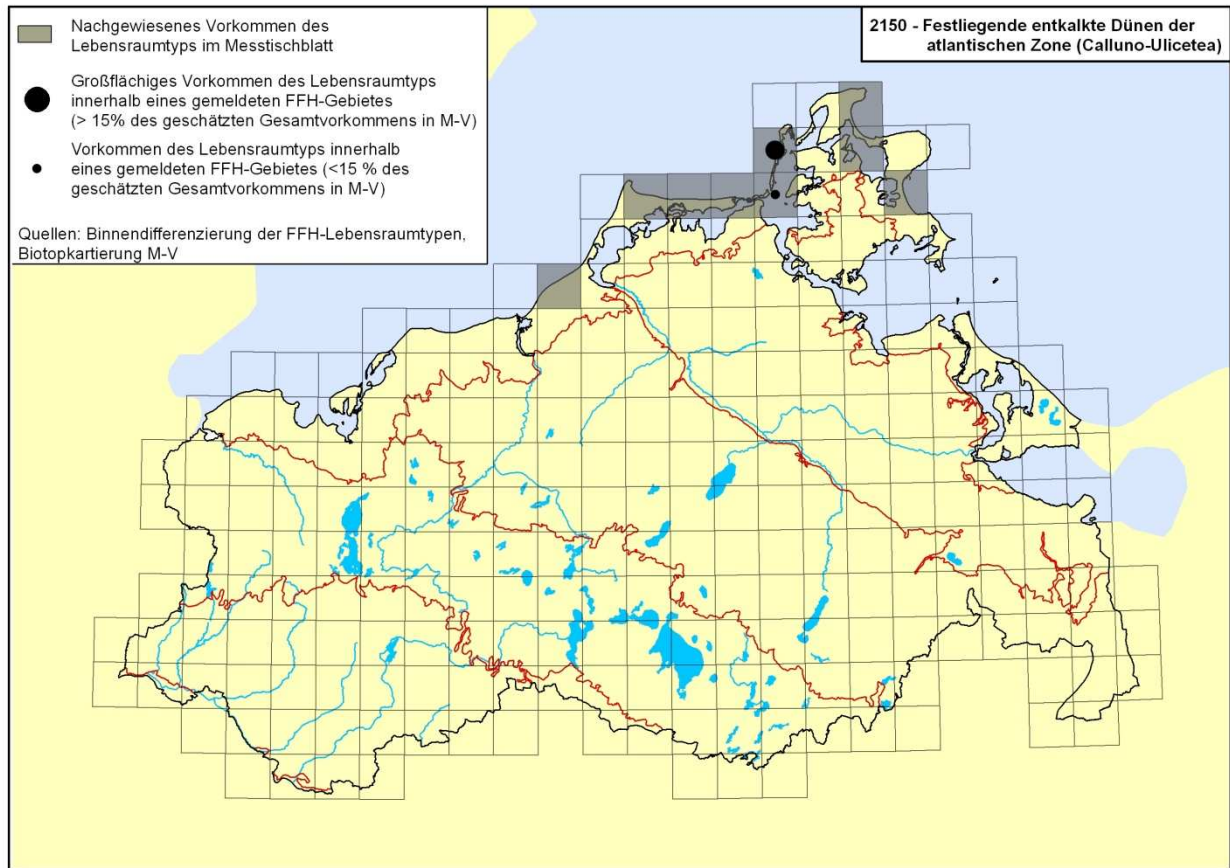 Nachgewiesenes Vorkommen des
Lebensraumtyps im Messtischblatt
Großflächiges Vorkommen des Lebensraumtyps
innerhalb eines gemeldeten FFH-Gebietes
(> 15% des geschätzten Gesamtvorkommens in M-V)
Vorkommen des Lebensraumtyps innerhalb
eines gemeldeten FFH-Gebietes (<15 % des
geschätzten Gesamtvorkommens in M-V)
Quellen: Binnendifferenzierung der FFH-Lebensraumtypen,
Biotopkartierung M-V
2150 - Festliegende entkalkte Dünen der
atlantischen Zone (Calluno-Ulicetea)